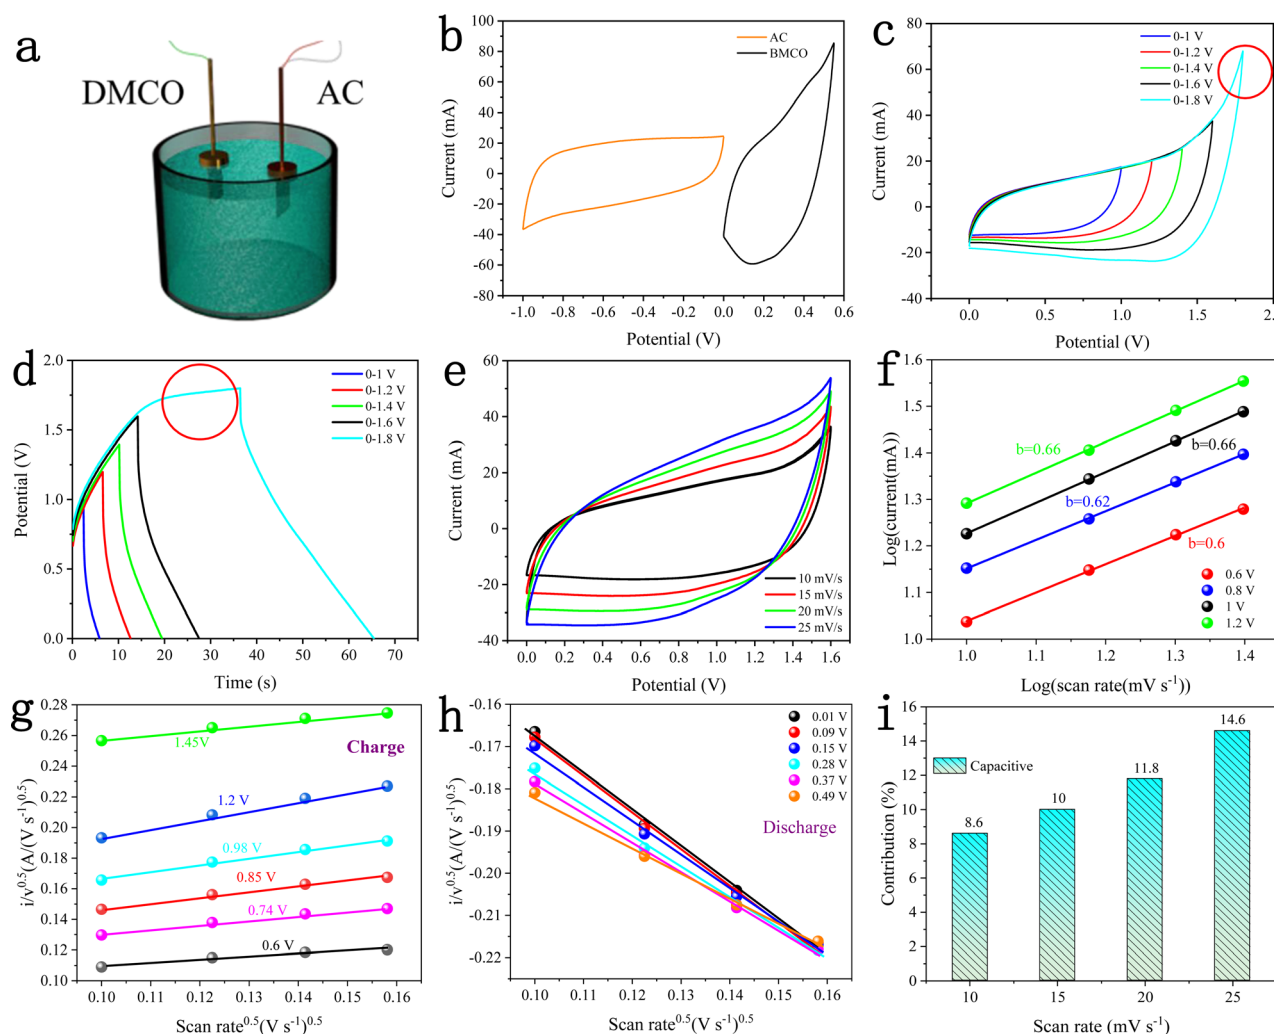 a
DMCO
AC
b
AC
BMCO
Current (mA)
100
80
60
40
20
0
-20
-40
-60
-80
-1.0
-0.8
-0.6
-0.4
-0.2
0.0
0.2
0.4
0.6
Potential (V)
c
0-1 V
0-1.2 V
0-1.4 V
0-1.6 V
0-1.8 V
Current (mA)
80
60
40
20
0
-20
-40
0.0
0.5
1.0
1.5
2.0
Potential (V)
d
0-1 V
0-1.2 V
0-1.4 V
0-1.6 V
0-1.8 V
Potential (V)
2.0
1.5
1.0
0.5
0.0
0
10
20
30
40
50
60
70
Time (s)
e
Current (mA)
60
40
20
0
-20
-40
10 mV/s
15 mV/s
20 mV/s
25 mV/s
0.0
0.2
0.4
0.6
0.8
1.0
1.2
1.4
1.6
Potential (V)
f
Log(current(mA))
1.6
1.5
1.4
1.3
1.2
1.1
1.0
b=0.66
b=0.66
b=0.62
b=0.6
0.6 V
0.8 V
1 V
1.2 V
1.0
1.1
1.2
1.3
1.4
Log(scan rate(mV s⁻¹))
g
i/v⁰·⁵(A/(V s⁻¹)⁰·⁵)
0.28
0.26
0.24
0.22
0.20
0.18
0.16
0.14
0.12
0.10
1.45V
Charge
1.2 V
0.98 V
0.85 V
0.74 V
0.6 V
0.10
0.11
0.12
0.13
0.14
0.15
0.16
Scan rate⁰·⁵(V s⁻¹)⁰·⁵
h
i/v⁰·⁵(A/(V s⁻¹)⁰·⁵)
-0.16
-0.17
-0.18
-0.19
-0.20
-0.21
-0.22
0.01 V
0.09 V
0.15 V
0.28 V
0.37 V
0.49 V
Discharge
0.10
0.11
0.12
0.13
0.14
0.15
0.16
Scan rate⁰·⁵(V s⁻¹)⁰·⁵
i
Contribution (%)
16
14
12
10
8
6
4
2
0
Capacitive
8.6
10
11.8
14.6
10
15
20
25
Scan rate (mV s⁻¹)